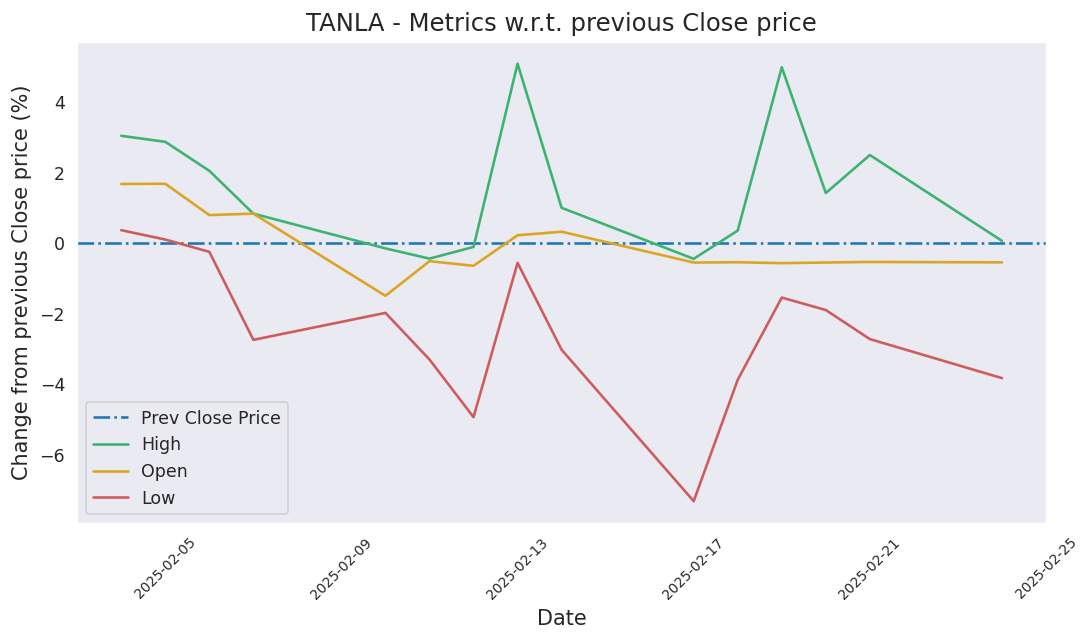 TANLA - Metrics w.r.t. previous Close price
Change from previous Close price (%)
4
2
0
−2
−4
−6
Prev Close Price
High
Open
Low
2025-02-05
2025-02-09
2025-02-13
2025-02-17
2025-02-21
2025-02-25
Date